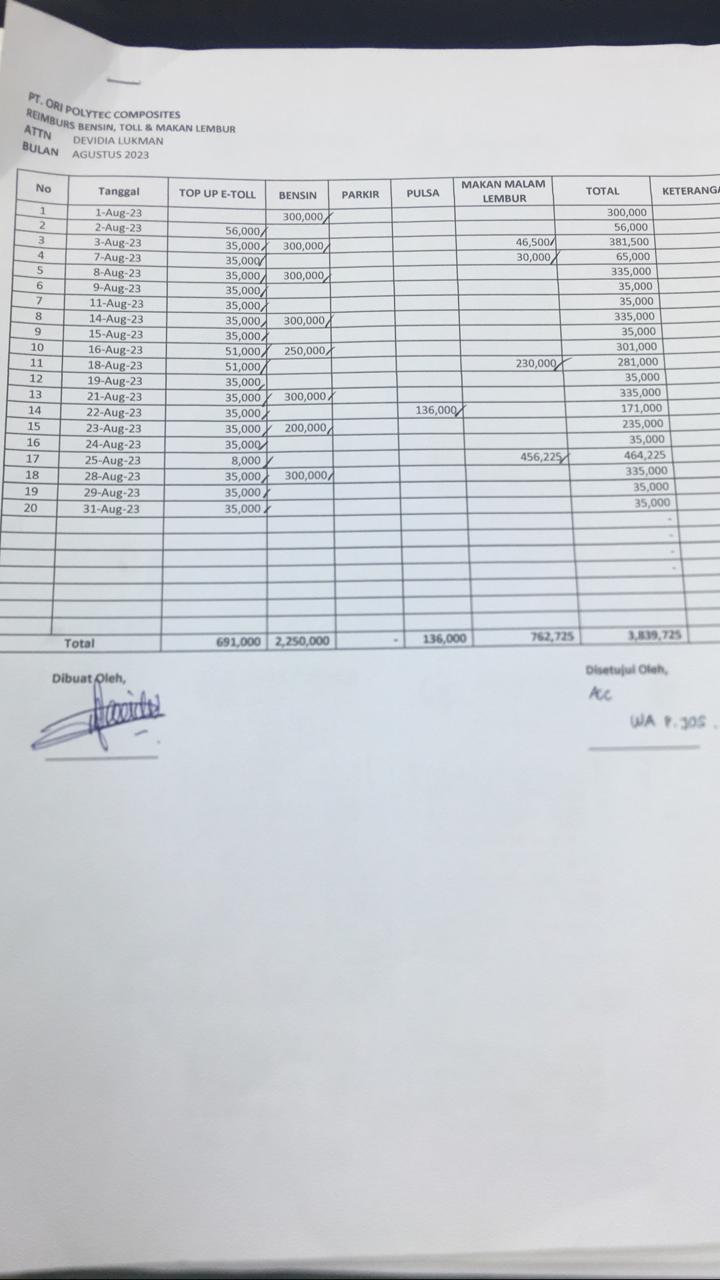 PT. ORI POLYTEC COMPOSITES
REIMBURS BENSIN, TOLL & MAKAN LEMBUR
ATTN DEVIDIA LUKMAN
BULAN AGUSTUS 2023
No Tanggal TOP UP E-TOLL BENSIN PARKIR PULSA MAKAN MALAM LEMBUR TOTAL KETERANGA
1 1-Aug-23 300,000 300,000
2 2-Aug-23 56,000 56,000
3 3-Aug-23 35,000 300,000 46,500 381,500
4 7-Aug-23 35,000 30,000 65,000
5 8-Aug-23 35,000 300,000 335,000
6 9-Aug-23 35,000 35,000
7 11-Aug-23 35,000 35,000
8 14-Aug-23 35,000 300,000 335,000
9 15-Aug-23 35,000 35,000
10 16-Aug-23 51,000 250,000 301,000
11 18-Aug-23 51,000 230,000 281,000
12 19-Aug-23 35,000 35,000
13 21-Aug-23 35,000 300,000 335,000
14 22-Aug-23 35,000 136,000 171,000
15 23-Aug-23 35,000 200,000 235,000
16 24-Aug-23 35,000 35,000
17 25-Aug-23 8,000 456,225 464,225
18 28-Aug-23 35,000 300,000 335,000
19 29-Aug-23 35,000 35,000
20 31-Aug-23 35,000 35,000
-
-
-
-
Total 691,000 2,250,000 - 136,000 762,725 3,839,725
Dibuat Oleh, Disetujui Oleh,
Acc
WA P. JOS.